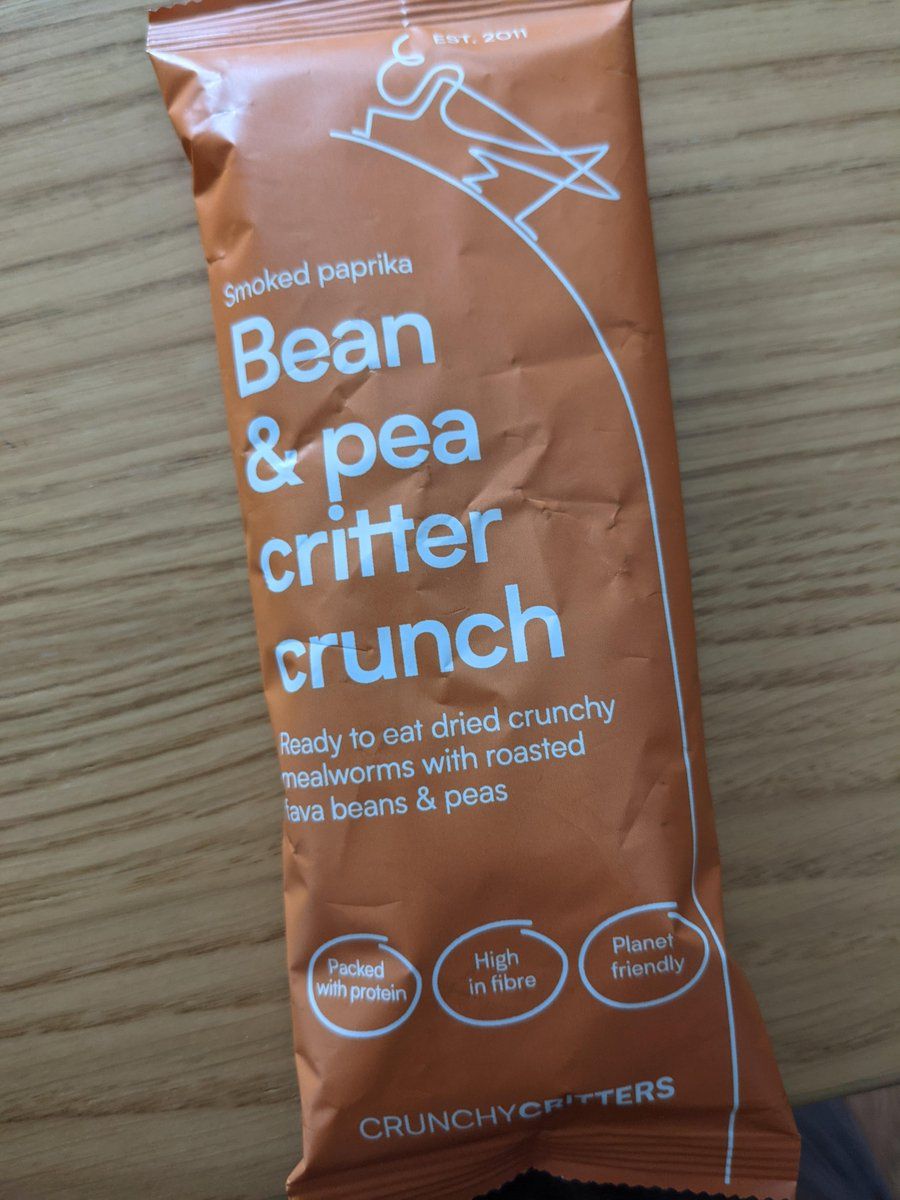 EST. 2011
Smoked paprika
Bean
& pea
critter
crunch
Ready to eat dried crunchy
mealworms with roasted
fava beans & peas
Packed
with protein
High
in fibre
Planet
friendly
CRUNCHYCRITTERS